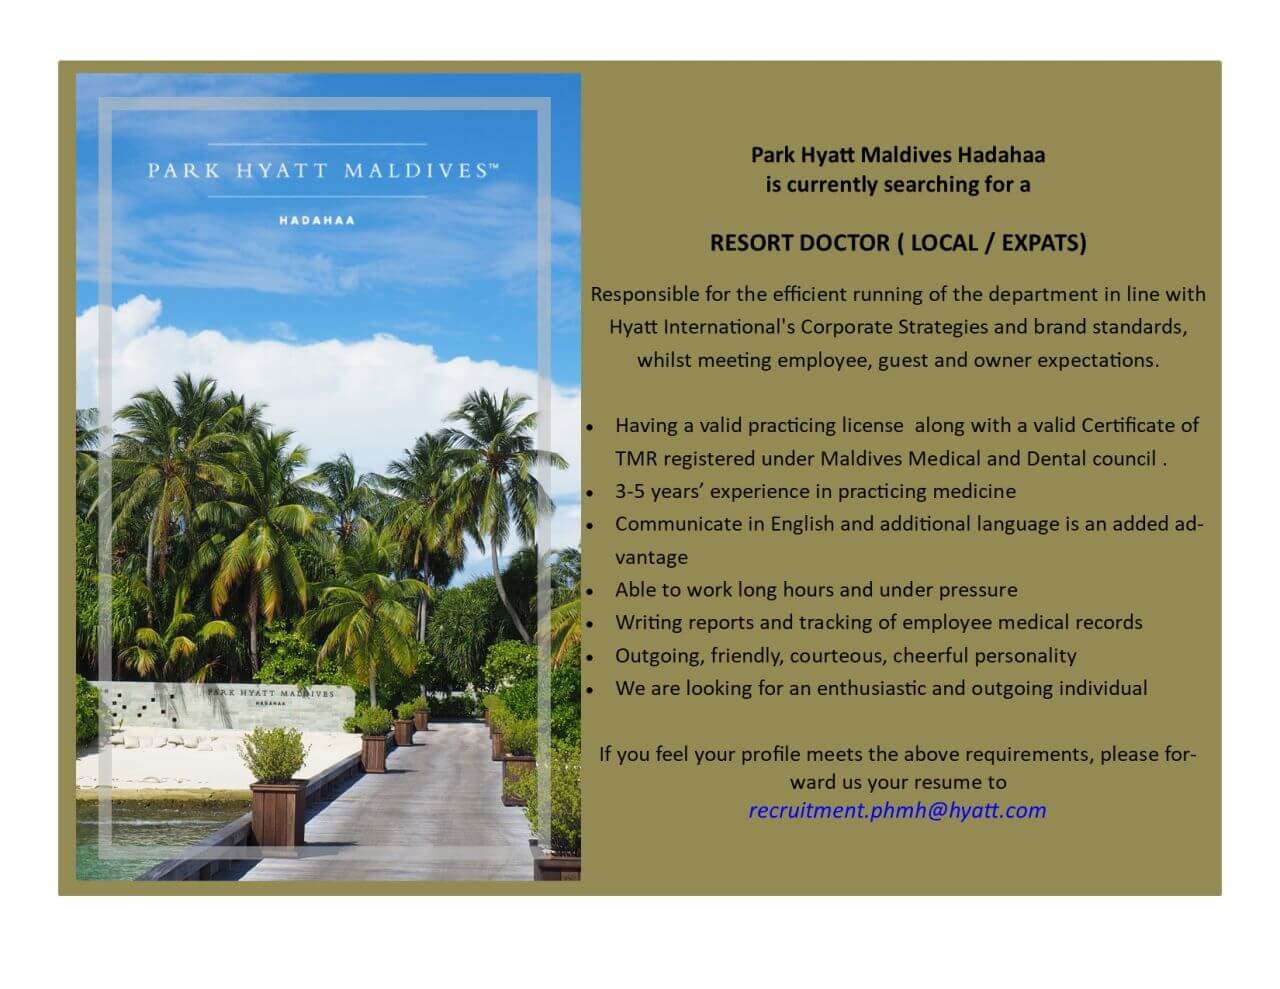 PARK HYATT MALDIVES™
HADAHAA
PARK HYATT MALDIVES
HADAHAA
Park Hyatt Maldives Hadahaa
is currently searching for a
RESORT DOCTOR ( LOCAL / EXPATS)
Responsible for the efficient running of the department in line with
Hyatt International's Corporate Strategies and brand standards,
whilst meeting employee, guest and owner expectations.
• Having a valid practicing license  along with a valid Certificate of
TMR registered under Maldives Medical and Dental council .
• 3-5 years’ experience in practicing medicine
• Communicate in English and additional language is an added ad-
vantage
• Able to work long hours and under pressure
• Writing reports and tracking of employee medical records
• Outgoing, friendly, courteous, cheerful personality
• We are looking for an enthusiastic and outgoing individual
If you feel your profile meets the above requirements, please for-
ward us your resume to
recruitment.phmh@hyatt.com